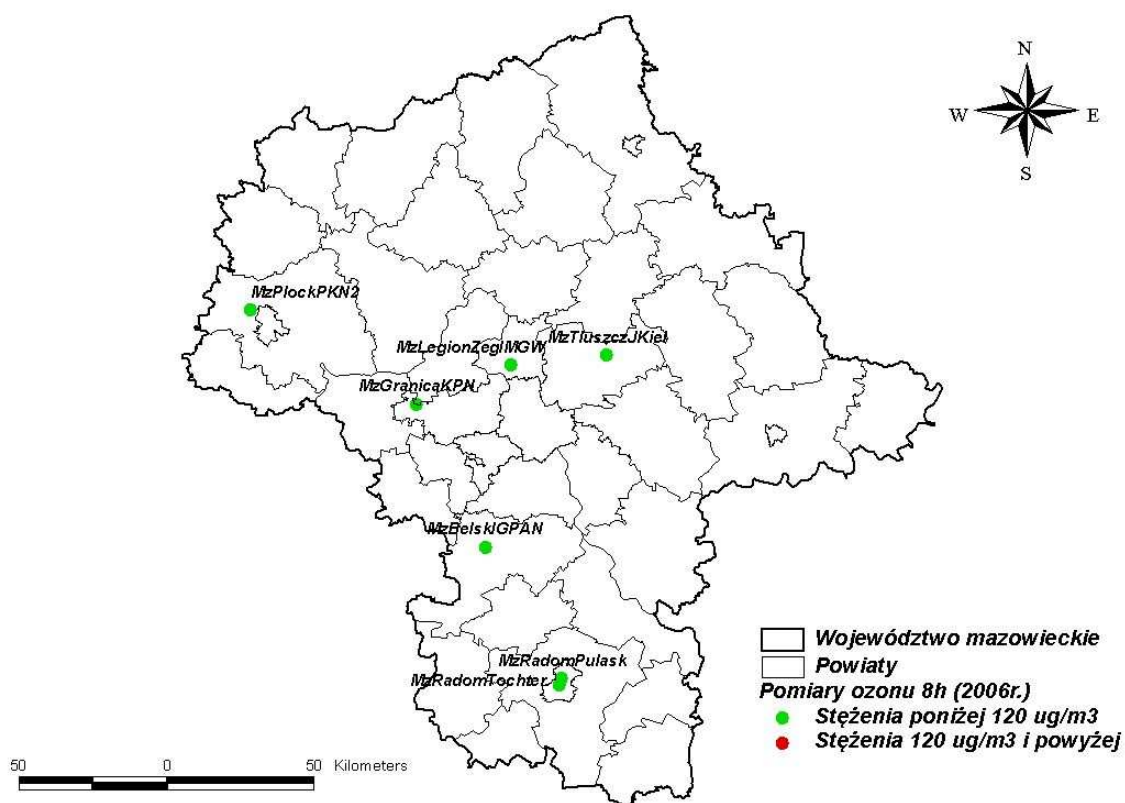 N
W E
S
MzPlockPKN2
MzLegionZegIMGW
MzTluszczJKiel
MzGranicaKPN
MzBelskIGPAN
MzRadomPulask
MzRadomTochter
Województwo mazowieckie
Powiaty
Pomiary ozonu 8h (2006r.)
Stężenia poniżej 120 ug/m3
Stężenia 120 ug/m3 i powyżej
50 0 50 Kilometers